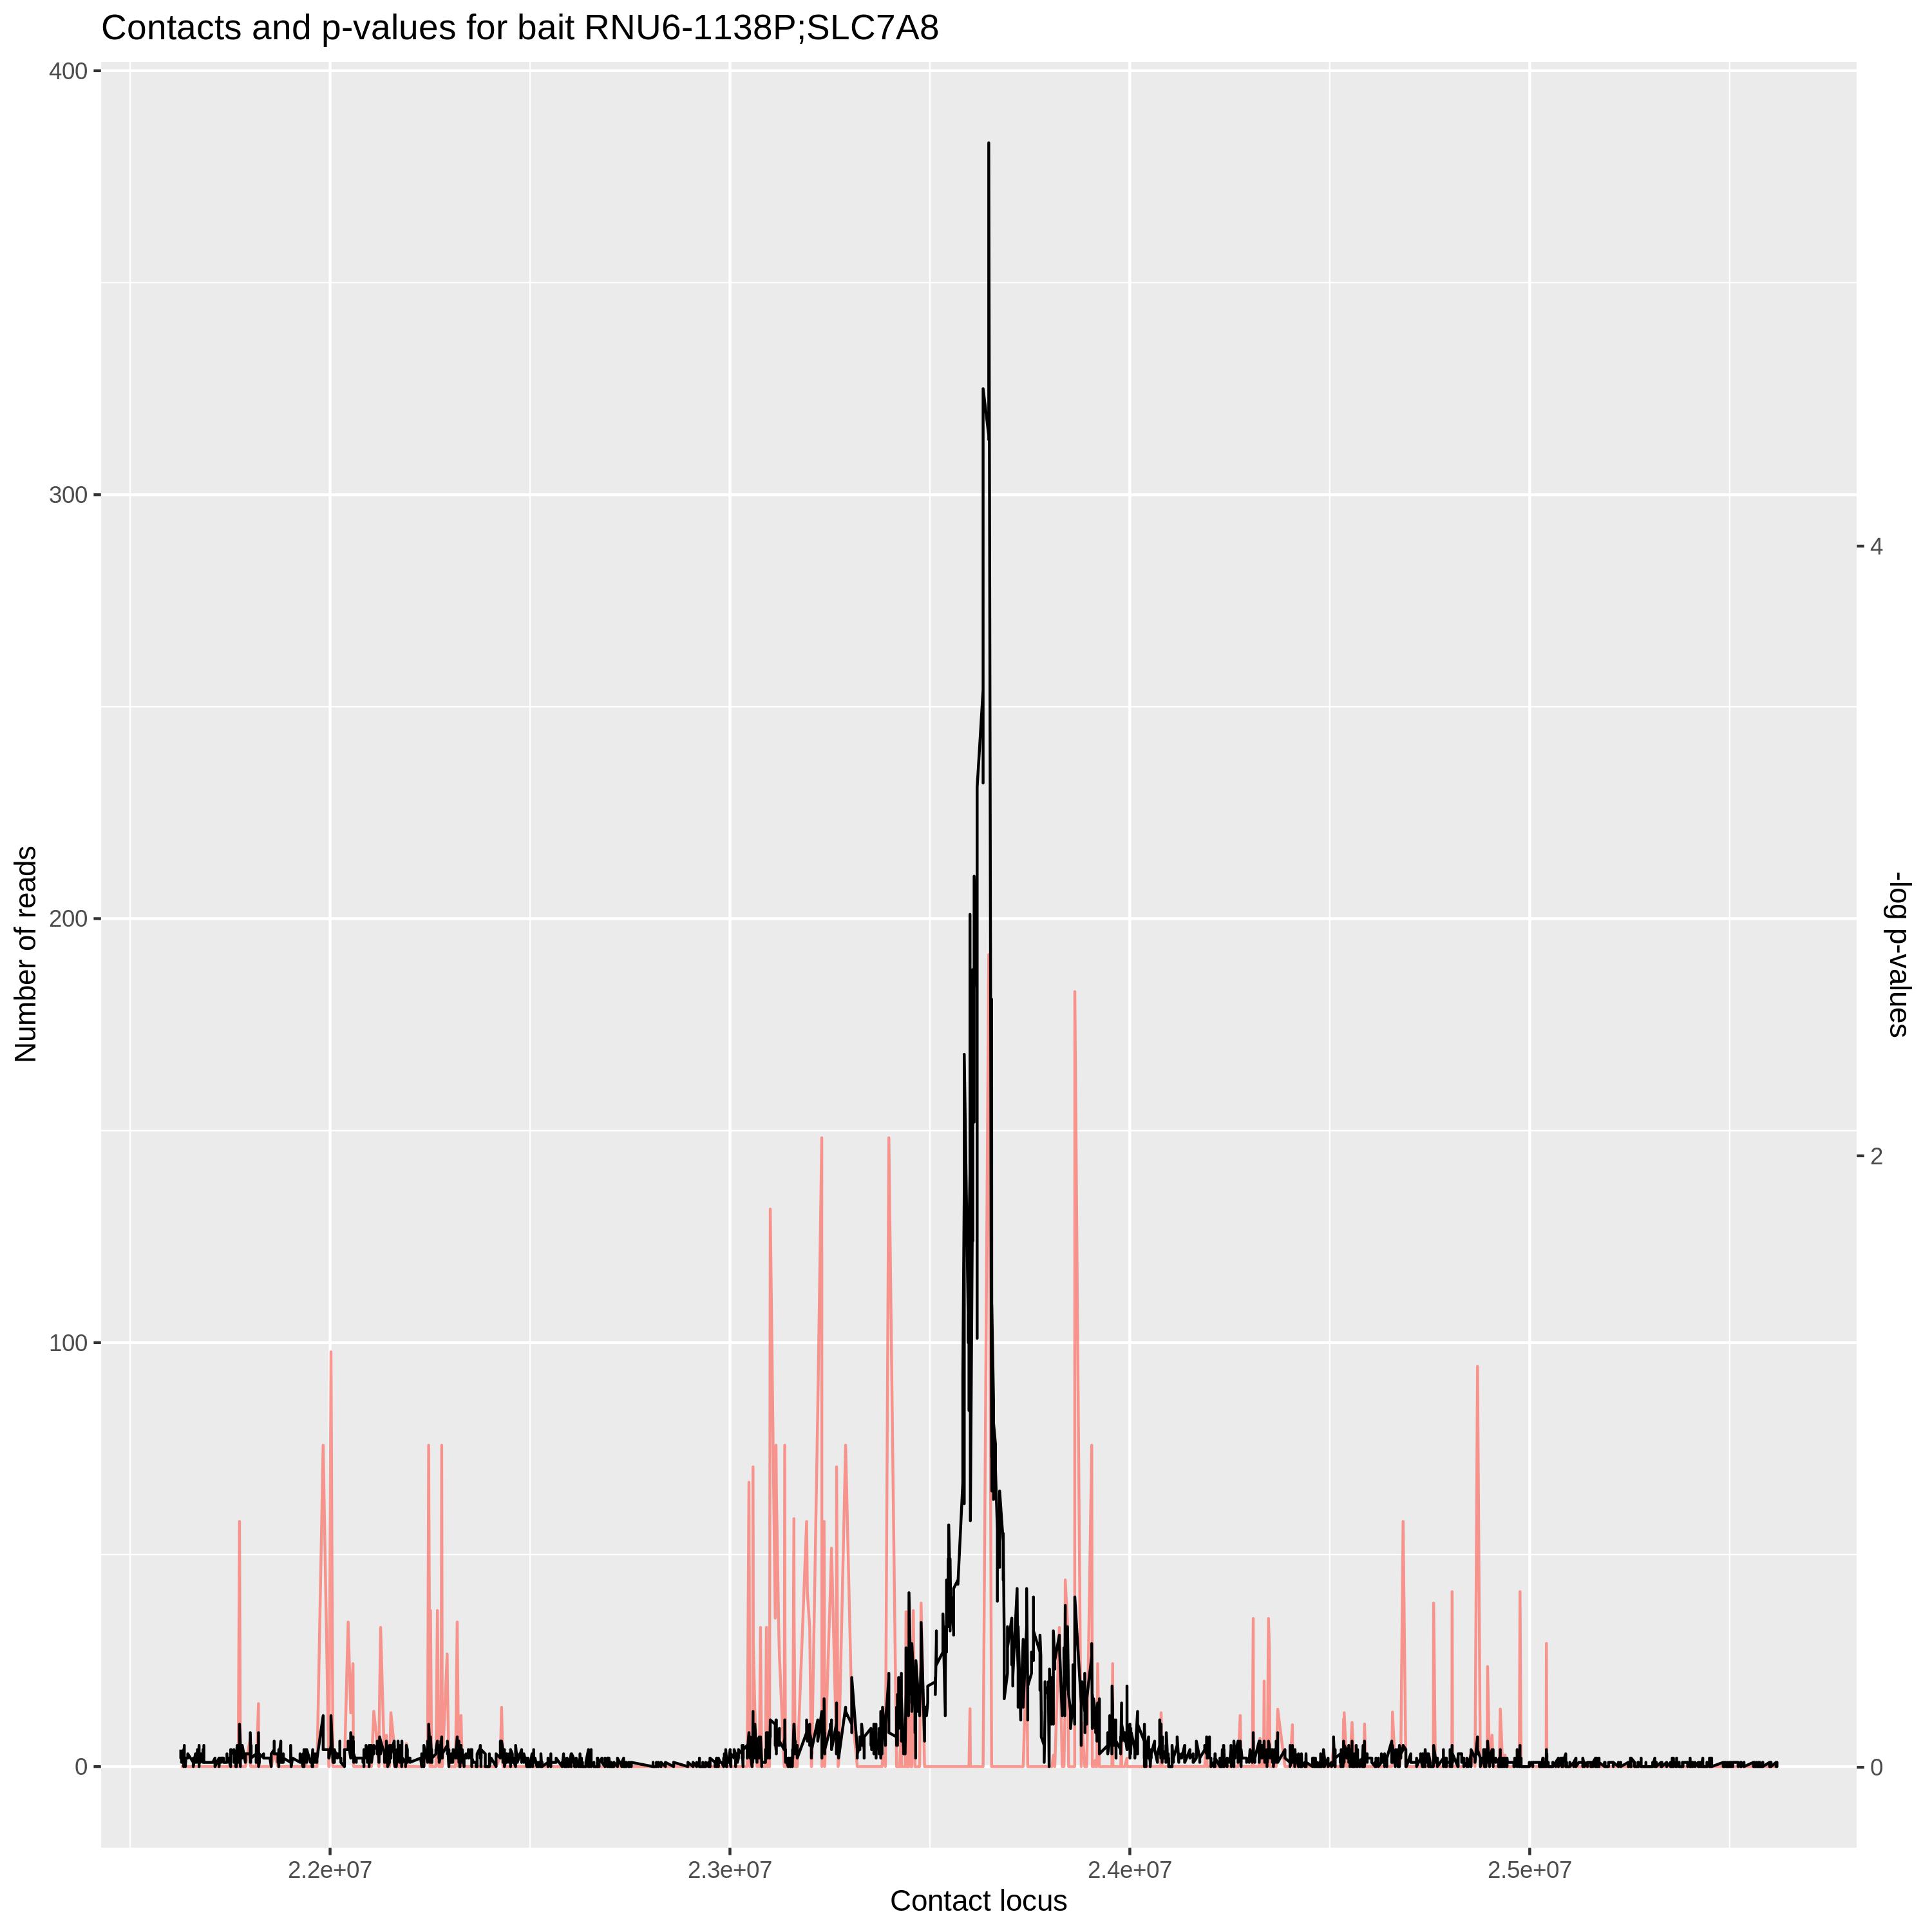 Contacts and p-values for bait RNU6-1138P;SLC7A8
400
300
200
100
0
Number of reads
4
2
0
-log p-values
2.2e+07
2.3e+07
2.4e+07
2.5e+07
Contact locus